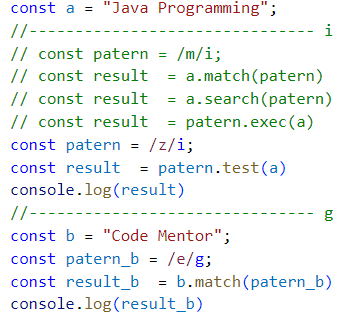 const a = "Java Programming";
//------------------------------- i
// const patern = /m/i;
// const result  = a.match(patern)
// const result  = a.search(patern)
// const result  = patern.exec(a)
const patern = /z/i;
const result  = patern.test(a)
console.log(result)
//------------------------------- g
const b = "Code Mentor";
const patern_b = /e/g;
const result_b  = b.match(patern_b)
console.log(result_b)